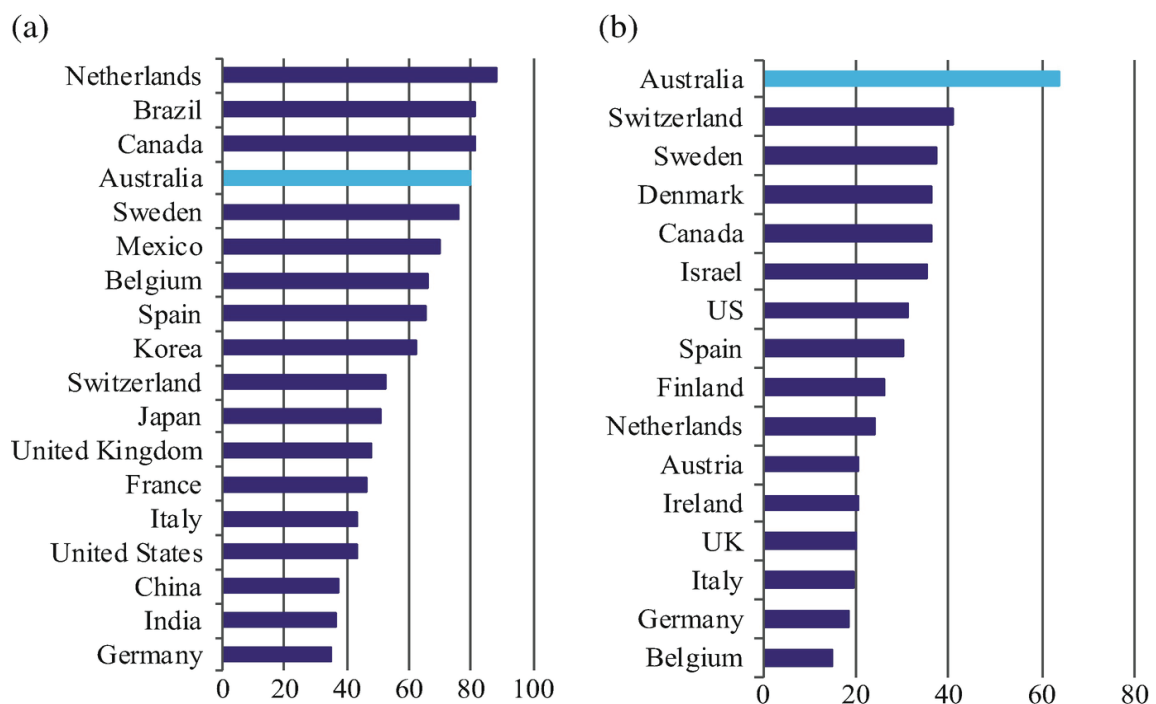 (a)
Netherlands
Brazil
Canada
Australia
Sweden
Mexico
Belgium
Spain
Korea
Switzerland
Japan
United Kingdom
France
Italy
United States
China
India
Germany
0 20 40 60 80 100
(b)
Australia
Switzerland
Sweden
Denmark
Canada
Israel
US
Spain
Finland
Netherlands
Austria
Ireland
UK
Italy
Germany
Belgium
0 20 40 60 80